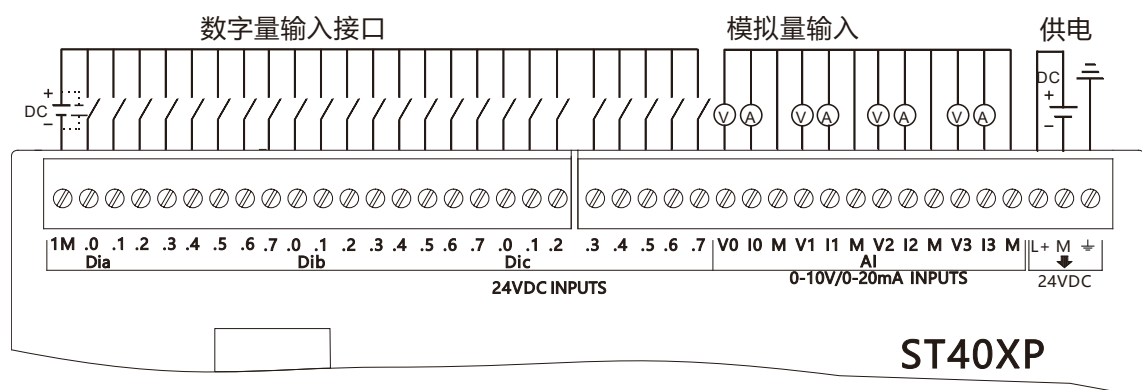 数字量输入接口 模拟量输入 供电
+ DC
DC + V A V A V A V A +
− −
1M .0 .1 .2 .3 .4 .5 .6 .7 .0 .1 .2 .3 .4 .5 .6 .7 .0 .1 .2 .3 .4 .5 .6 .7 V0 I0 M V1 I1 M V2 I2 M V3 I3 M L+ M
Dia Dib Dic AI
24VDC INPUTS 0-10V/0-20mA INPUTS 24VDC
ST40XP